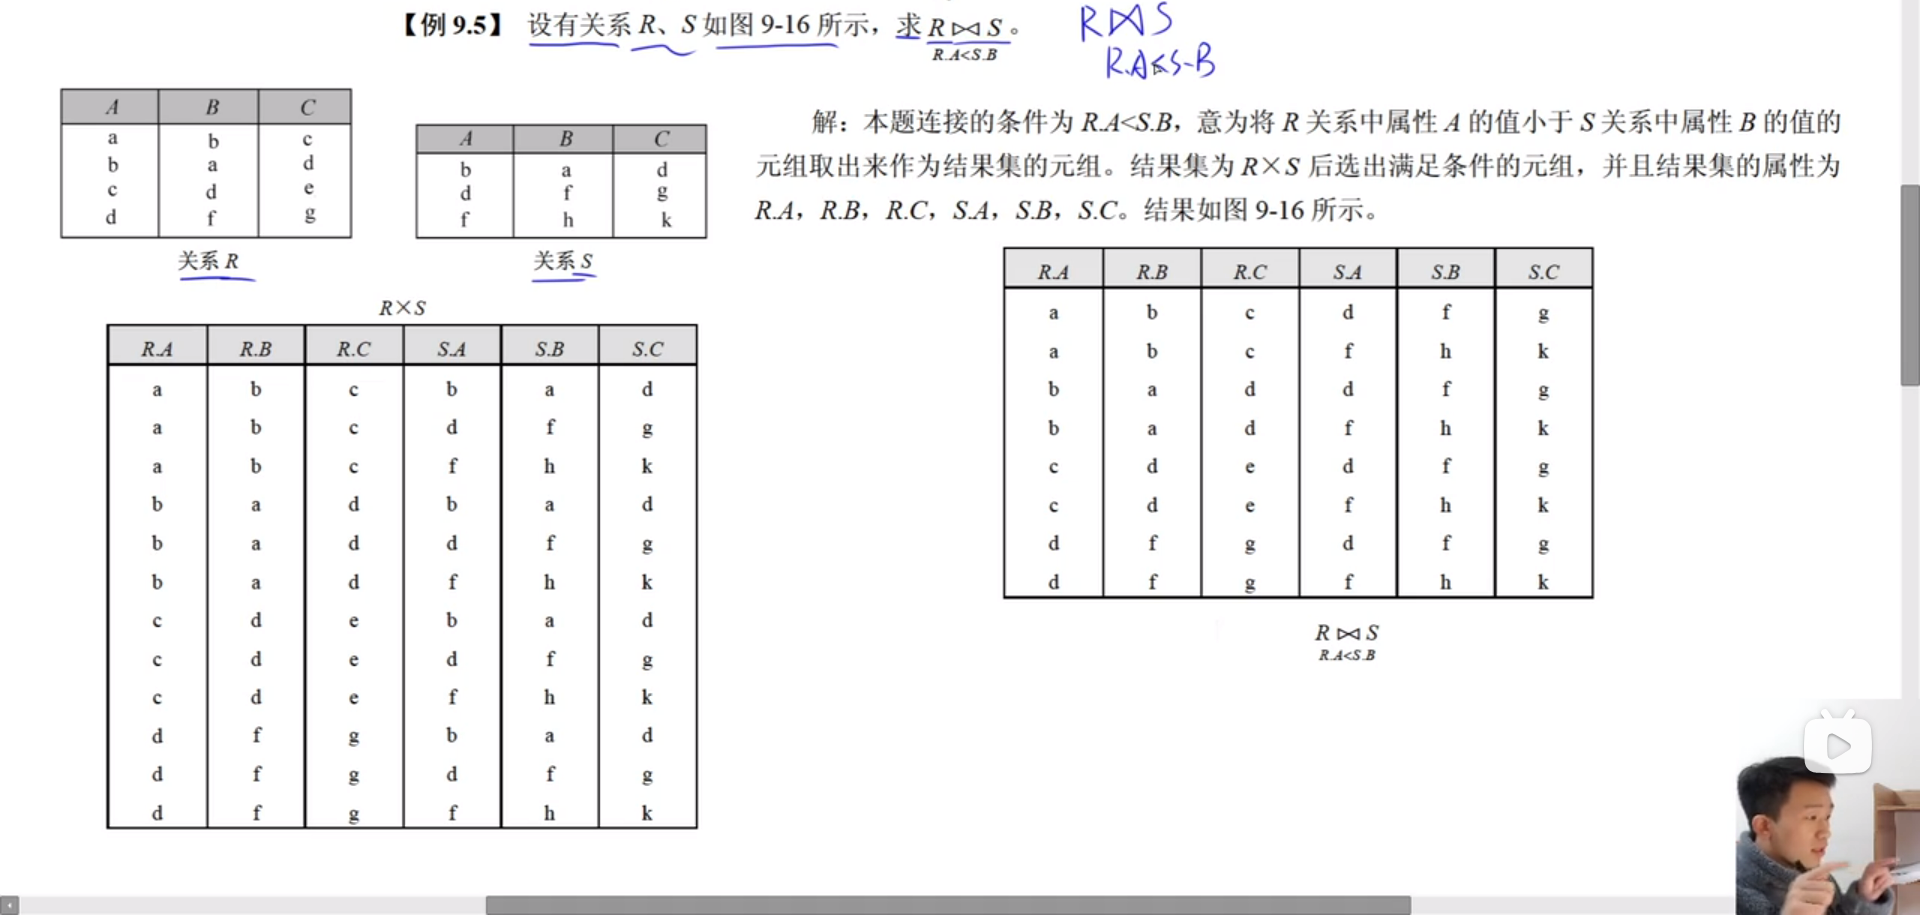 【例 9.5】 设有关系 R、S 如图 9-16 所示，求 R ⋈ S 。
R.A<S.B
R⋈S
R.A<S.B
A B C
a b c
b a d
c d e
d f g
关系 R
A B C
b a d
d f g
f h k
关系 S
解：本题连接的条件为 R.A<S.B，意为将 R 关系中属性 A 的值小于 S 关系中属性 B 的值的
元组取出来作为结果集的元组。结果集为 R×S 后选出满足条件的元组，并且结果集的属性为
R.A，R.B，R.C，S.A，S.B，S.C。结果如图 9-16 所示。
R×S
R.A R.B R.C S.A S.B S.C
a b c b a d
a b c d f g
a b c f h k
b a d b a d
b a d d f g
b a d f h k
c d e b a d
c d e d f g
c d e f h k
d f g b a d
d f g d f g
d f g f h k
R.A R.B R.C S.A S.B S.C
a b c d f g
a b c f h k
b a d d f g
b a d f h k
c d e d f g
c d e f h k
d f g d f g
d f g f h k
R ⋈ S
R.A<S.B